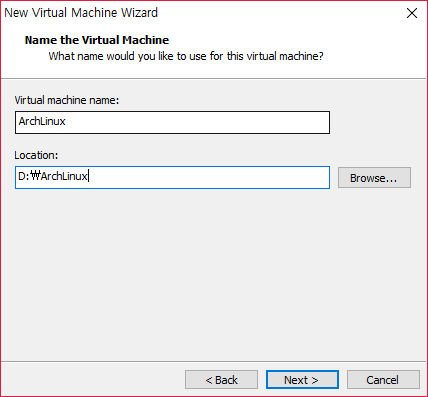 New Virtual Machine Wizard
Name the Virtual Machine
What name would you like to use for this virtual machine?
Virtual machine name:
ArchLinux
Location:
D:₩ArchLinux
Browse...
< Back
Next >
Cancel